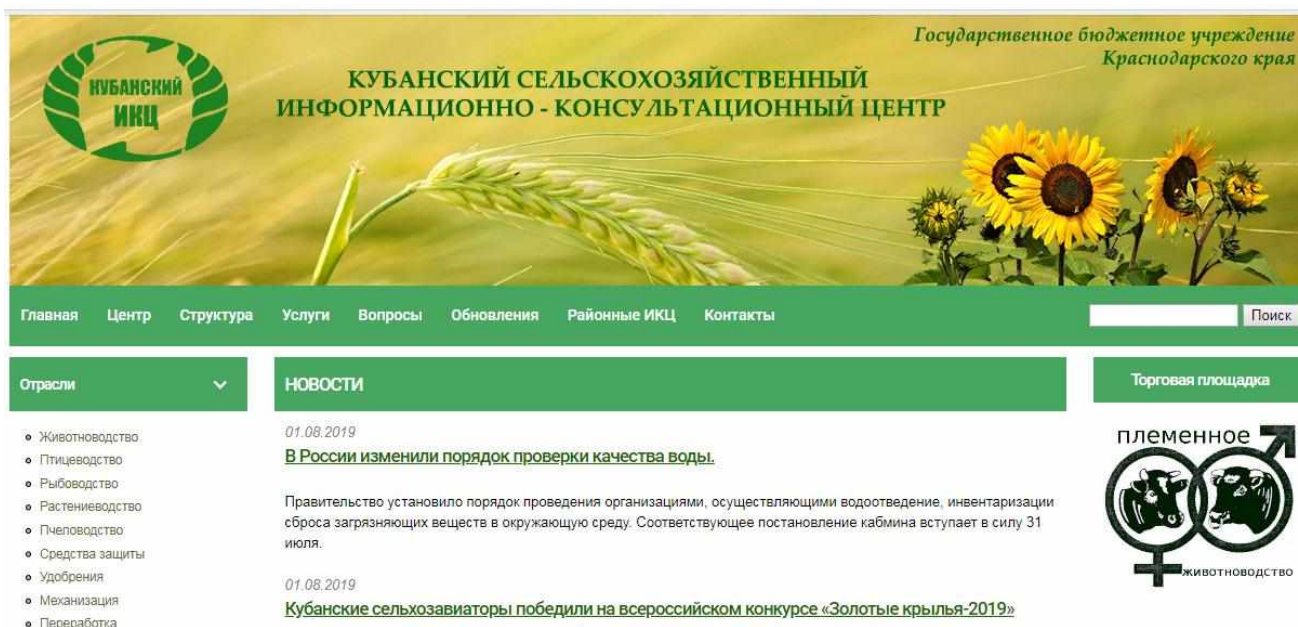 Государственное бюджетное учреждение
Краснодарского края
КУБАНСКИЙ
ИКЦ
КУБАНСКИЙ СЕЛЬСКОХОЗЯЙСТВЕННЫЙ
ИНФОРМАЦИОННО - КОНСУЛЬТАЦИОННЫЙ ЦЕНТР
Главная Центр Структура Услуги Вопросы Обновления Районные ИКЦ Контакты Поиск
Отрасли
Животноводство
Птицеводство
Рыбоводство
Растениеводство
Пчеловодство
Средства защиты
Удобрения
Механизация
Переработка
НОВОСТИ
01.08.2019
В России изменили порядок проверки качества воды.
Правительство установило порядок проведения организациями, осуществляющими водоотведение, инвентаризации
сброса загрязняющих веществ в окружающую среду. Соответствующее постановление кабмина вступает в силу 31
июля.
01.08.2019
Кубанские сельхозавиаторы победили на всероссийском конкурсе «Золотые крылья-2019»
Торговая площадка
племенное
животноводство